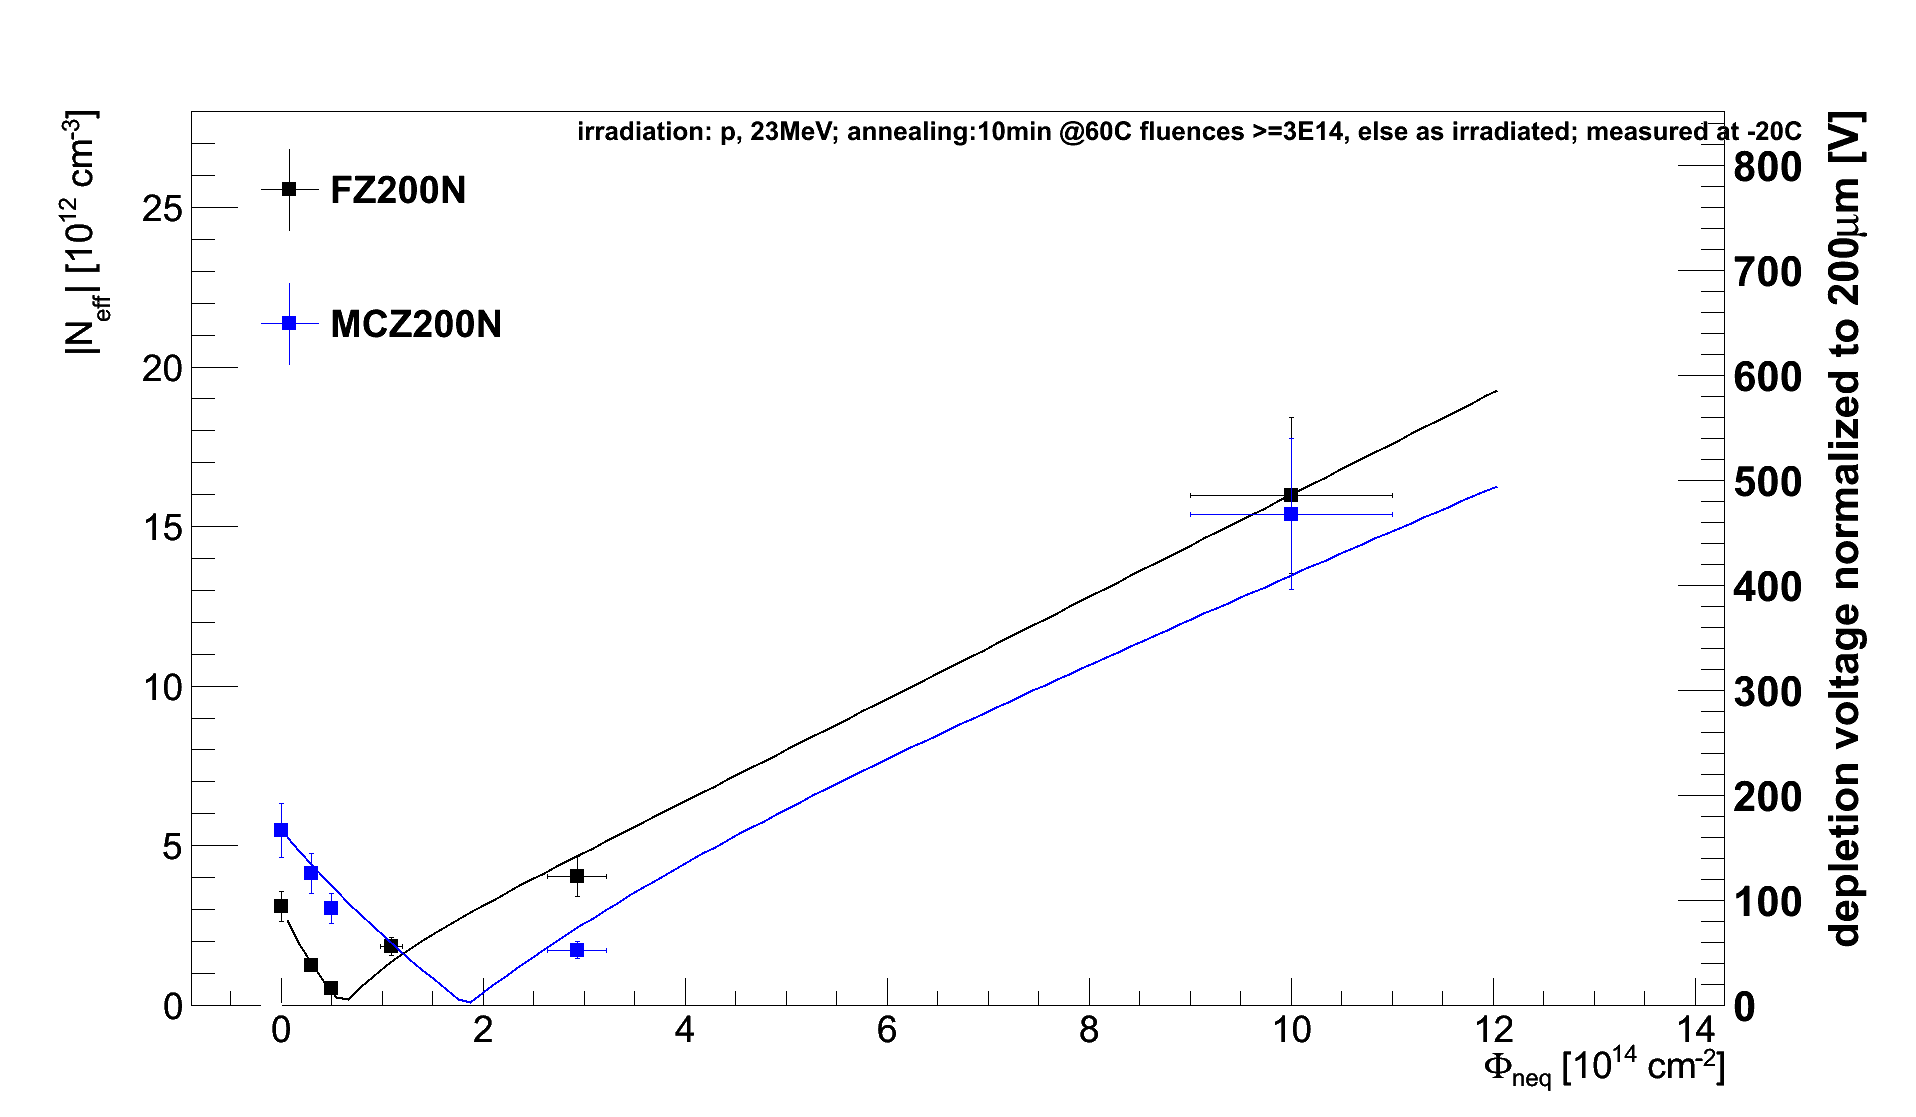 irradiation: p, 23MeV; annealing:10min @60C fluences >=3E14, else as irradiated; measured at -20C
FZ200N
MCZ200N
|N_eff| [10^12 cm^-3]
25
20
15
10
5
0
800
700
600
500
400
300
200
100
0
depletion voltage normalized to 200μm [V]
0 2 4 6 8 10 12 14
Φ_neq [10^14 cm^-2]